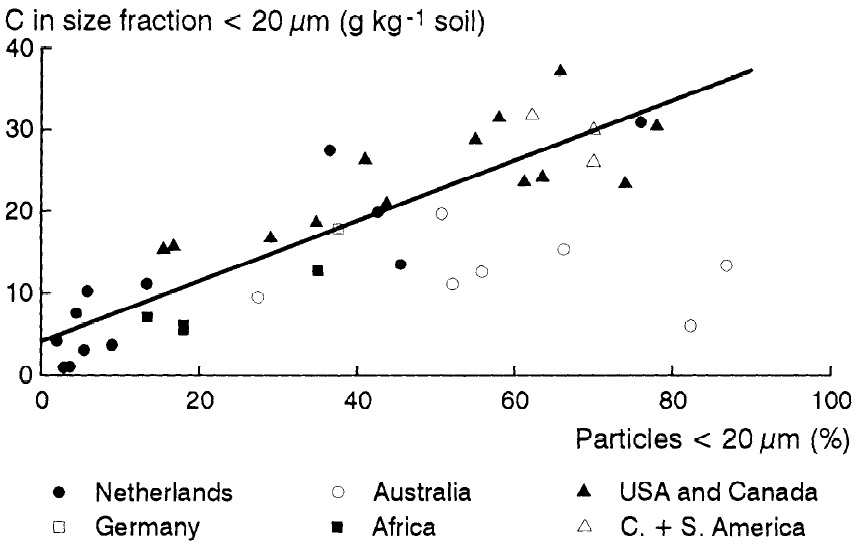 C in size fraction < 20 µm (g kg⁻¹ soil)
40
30
20
10
0
0 20 40 60 80 100
Particles < 20 µm (%)
Netherlands Australia USA and Canada
Germany Africa C. + S. America